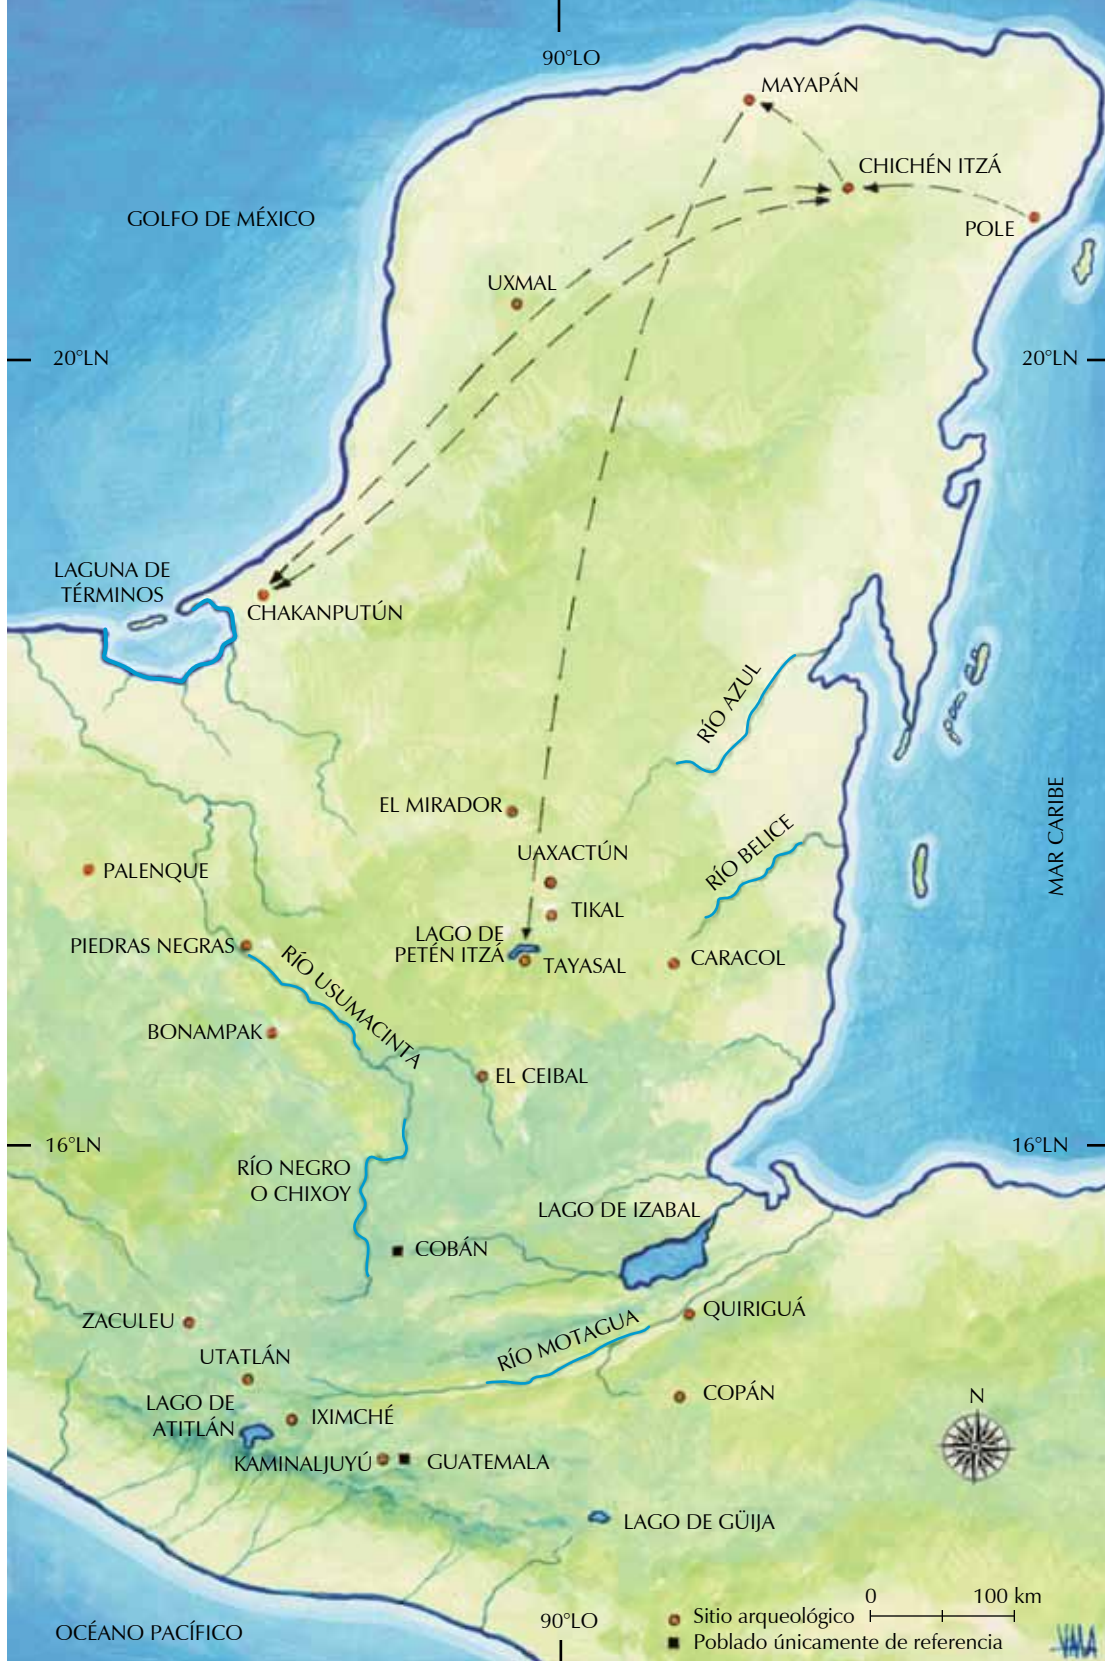 90°LO
MAYAPÁN
CHICHÉN ITZÁ
GOLFO DE MÉXICO
POLE
UXMAL
20°LN
20°LN
LAGUNA DE
TÉRMINOS
CHAKANPUTÚN
RÍO AZUL
EL MIRADOR
MAR CARIBE
UAXACTÚN
RÍO BELICE
PALENQUE
TIKAL
LAGO DE
PETÉN ITZÁ
TAYASAL
PIEDRAS NEGRAS
CARACOL
RÍO USUMACINTA
BONAMPAK
EL CEIBAL
16°LN
16°LN
RÍO NEGRO
O CHIXOY
LAGO DE IZABAL
COBÁN
QUIRIGUÁ
ZACULEU
RÍO MOTAGUA
UTATLÁN
COPÁN
LAGO DE
ATITLÁN
IXIMCHÉ
N
KAMINALJUYÚ
GUATEMALA
LAGO DE GÜIJA
0 100 km
Sitio arqueológico
90°LO
OCÉANO PACÍFICO
Poblado únicamente de referencia